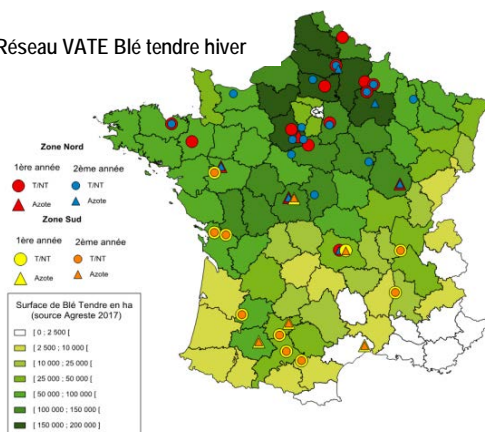 Réseau VATE Blé tendre hiver
Zone Nord
1ère année 2ème année
T/NT T/NT
Azote Azote
Zone Sud
1ère année 2ème année
T/NT T/NT
Azote Azote
Surface de Blé Tendre en ha
(source Agreste 2017)
[ 0 ; 2 500 [
[ 2 500 ; 10 000 [
[ 10 000 ; 25 000 [
[ 25 000 ; 50 000 [
[ 50 000 ; 100 000 [
[ 100 000 ; 150 000 [
[ 150 000 ; 200 000 [